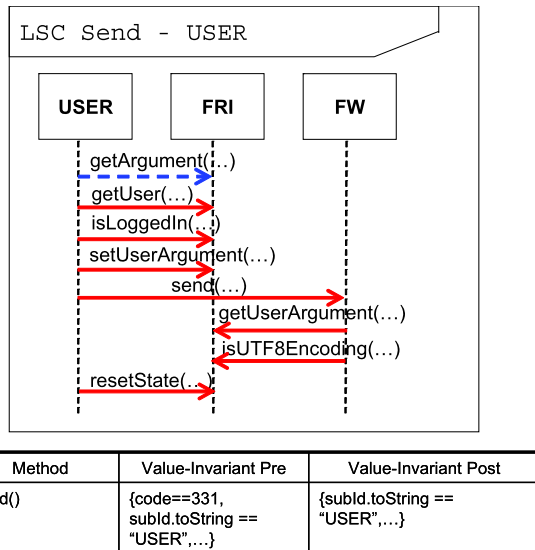 LSC Send - USER
USER FRI FW
getArgument(...)
getUser(...)
isLoggedIn(...)
setUserArgument(...)
send(...)
getUserArgument(...)
isUTF8Encoding(...)
resetState(...)
Method Value-Invariant Pre Value-Invariant Post
d() {code==331, {subId.toString ==
subId.toString == “USER”,...}
“USER”,...}